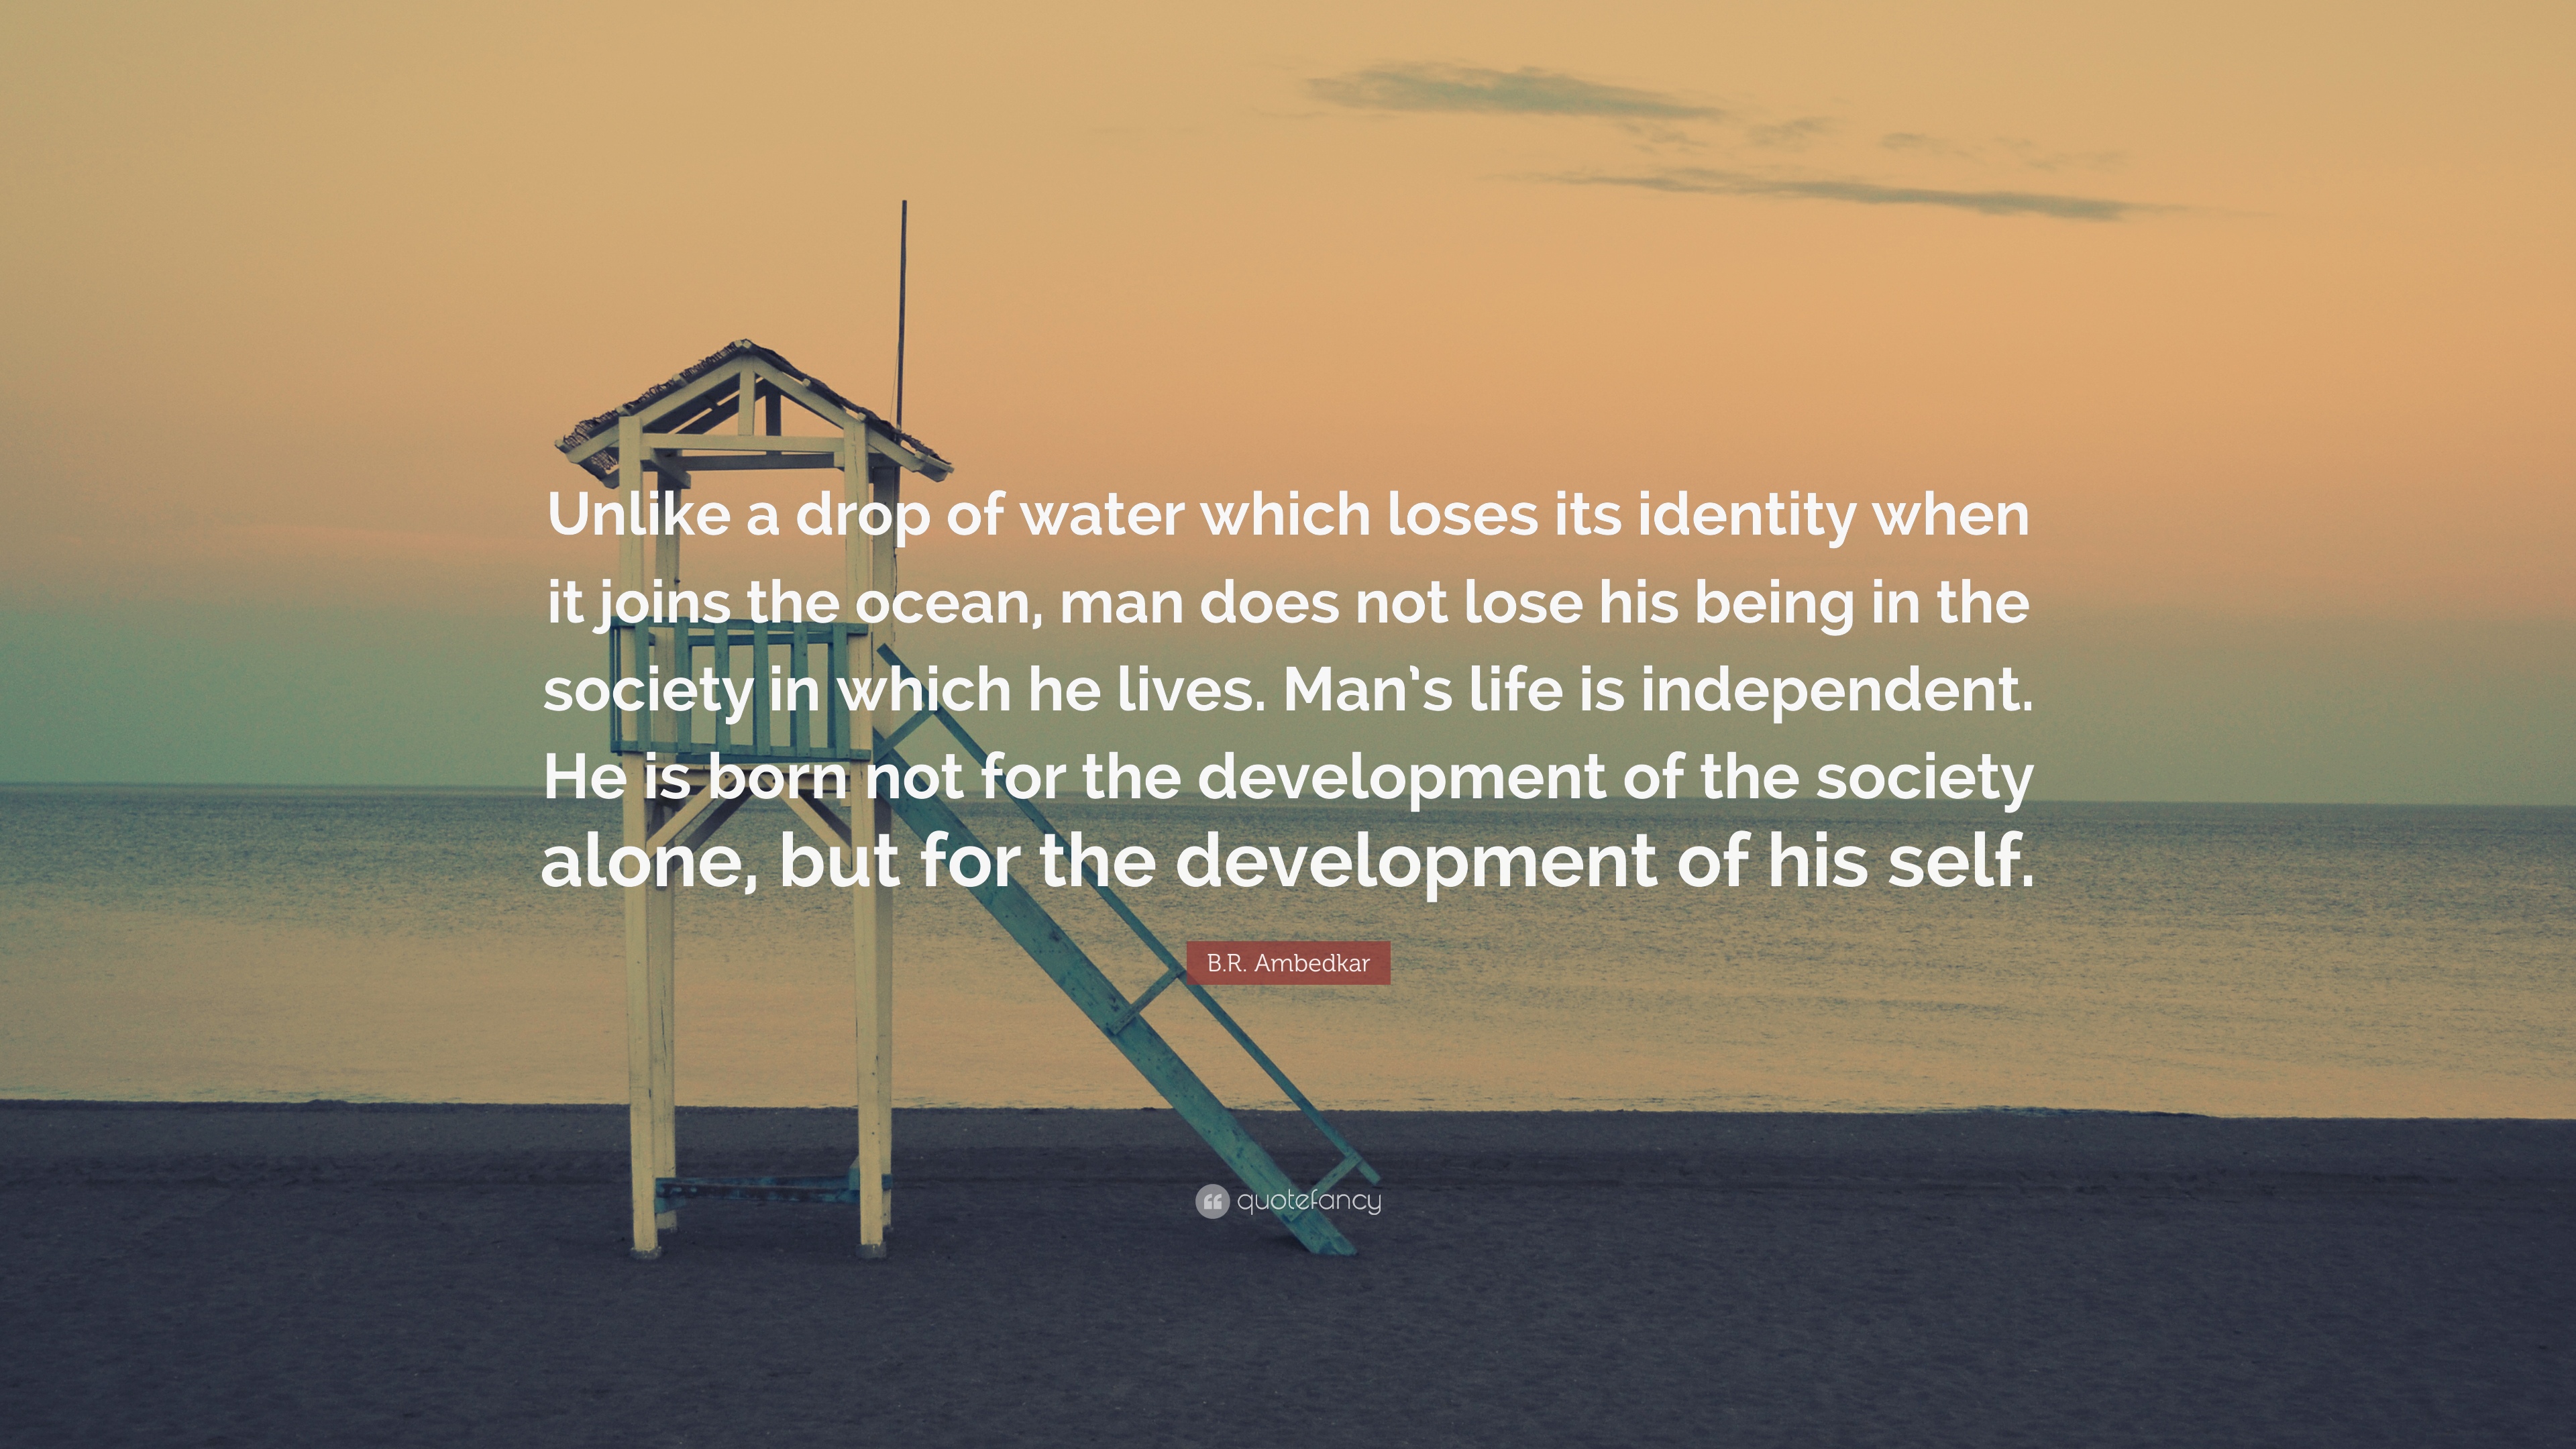 Unlike a drop of water which loses its identity when
it joins the ocean, man does not lose his being in the
society in which he lives. Man’s life is independent.
He is born not for the development of the society
alone, but for the development of his self.
B.R. Ambedkar
quotefancy